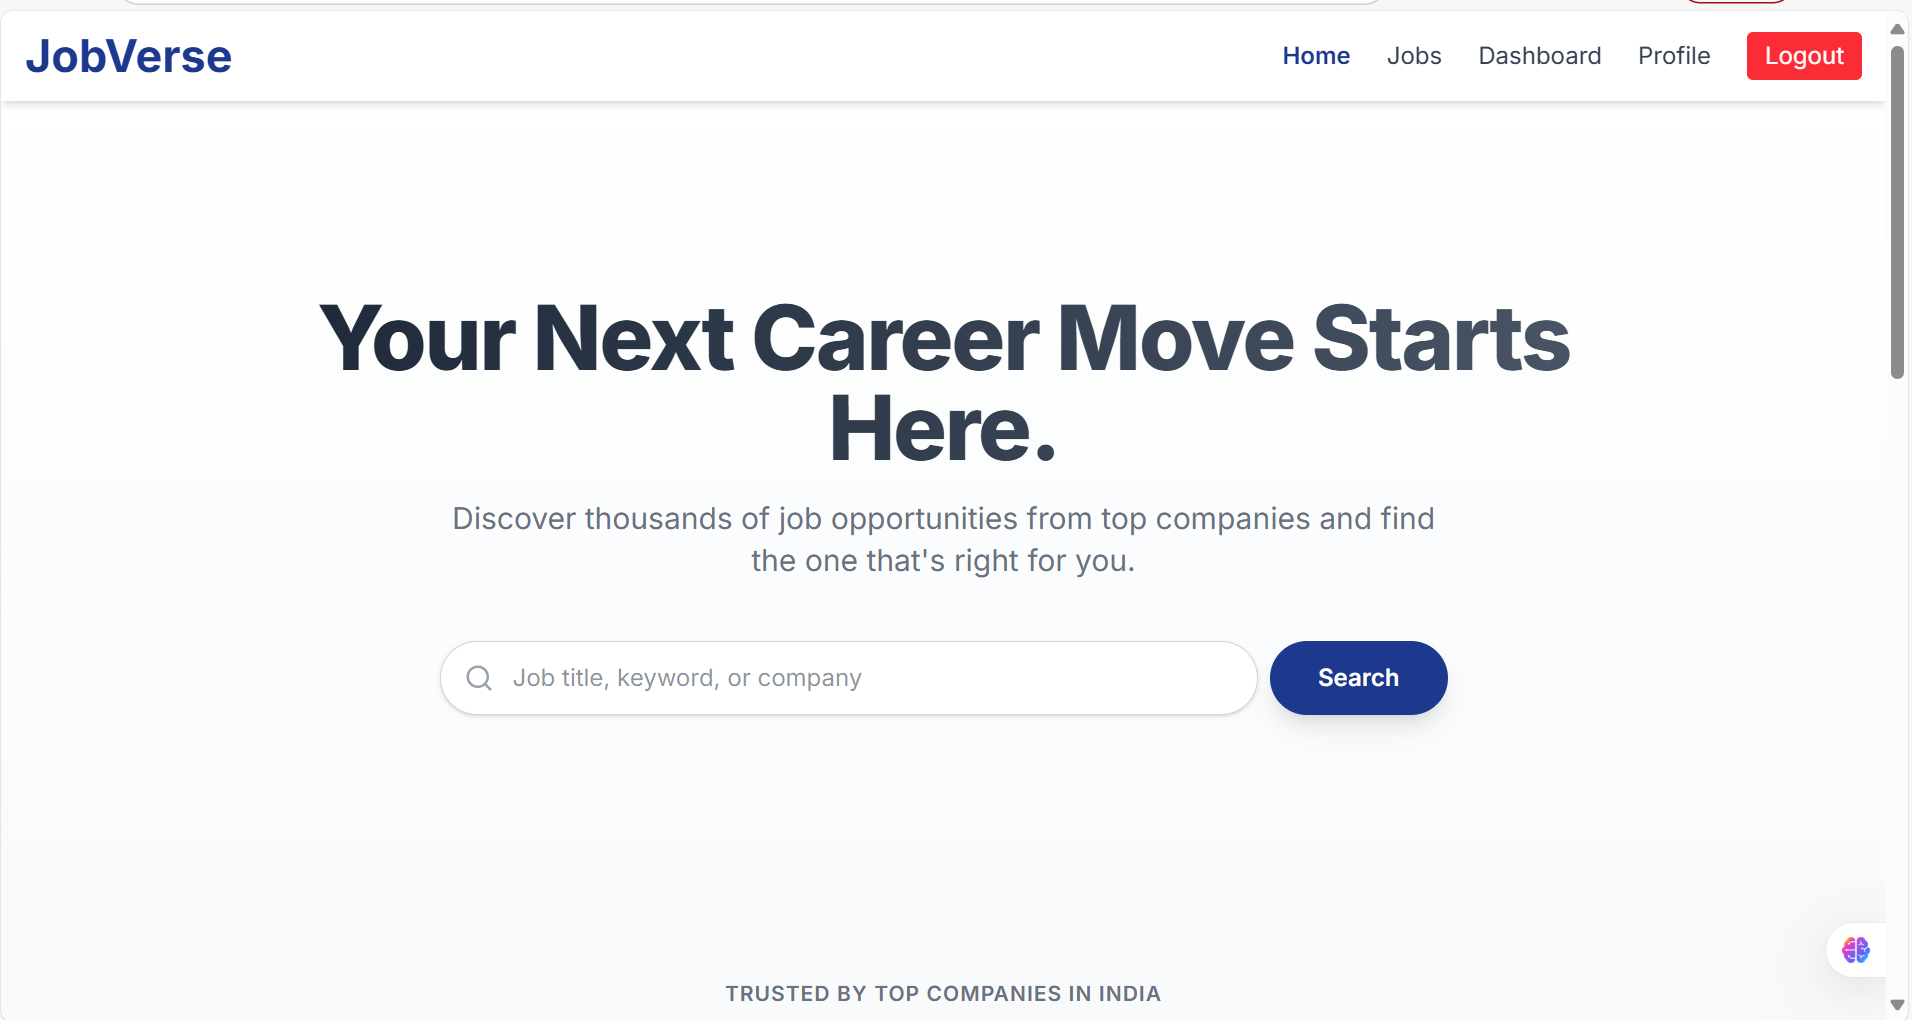 JobVerse
Home Jobs Dashboard Profile Logout
Your Next Career Move Starts
Here.
Discover thousands of job opportunities from top companies and find
the one that's right for you.
Job title, keyword, or company
Search
TRUSTED BY TOP COMPANIES IN INDIA